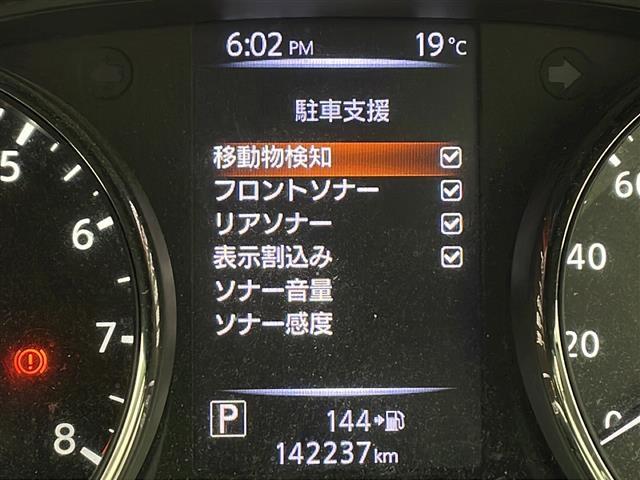 6:02 PM 19℃
駐車支援
移動物検知
フロントソナー
リアソナー
表示割込み
ソナー音量
ソナー感度
P 144
142237km
5
6
7
8
60
40
20
0